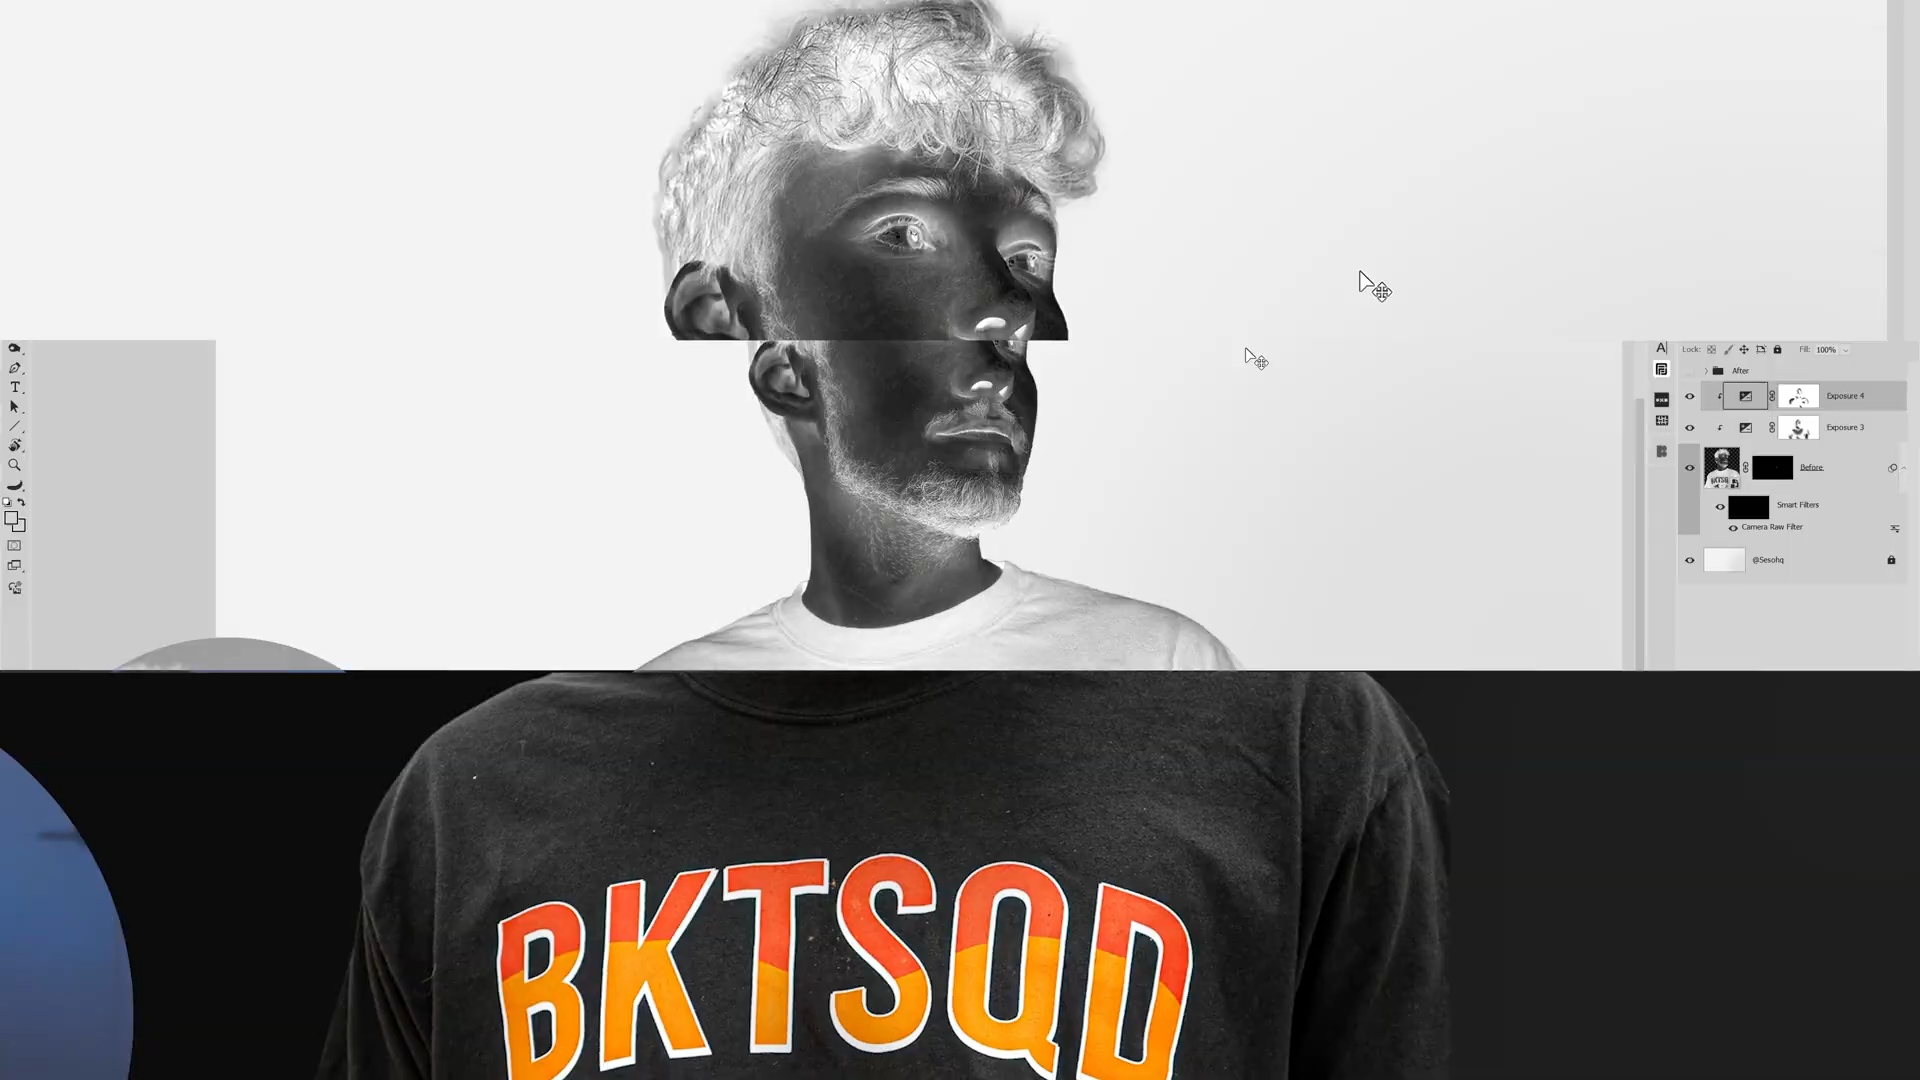 Lock: Fill: 100%
After
Exposure 4
Exposure 3
Before
Smart Filters
Camera Raw Filter
@Sesohq
BKTSQD